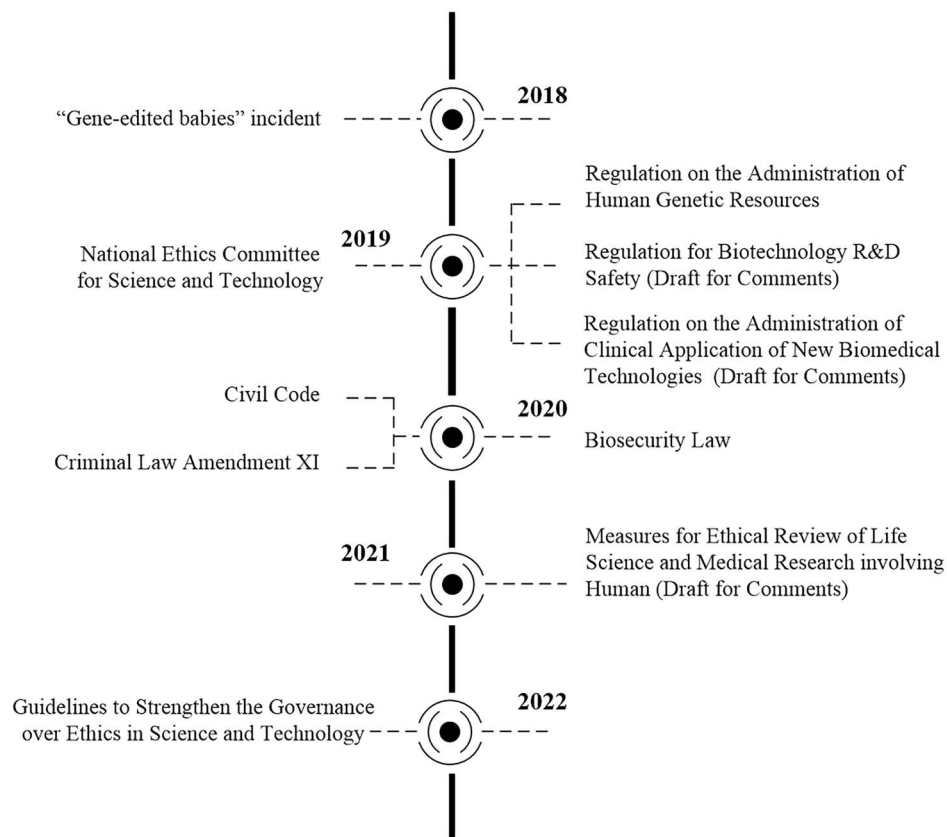 2018
“Gene-edited babies” incident
2019
National Ethics Committee
for Science and Technology
Regulation on the Administration of
Human Genetic Resources
Regulation for Biotechnology R&D
Safety (Draft for Comments)
Regulation on the Administration of
Clinical Application of New Biomedical
Technologies (Draft for Comments)
2020
Civil Code
Criminal Law Amendment XI
Biosecurity Law
2021
Measures for Ethical Review of Life
Science and Medical Research involving
Human (Draft for Comments)
2022
Guidelines to Strengthen the Governance
over Ethics in Science and Technology